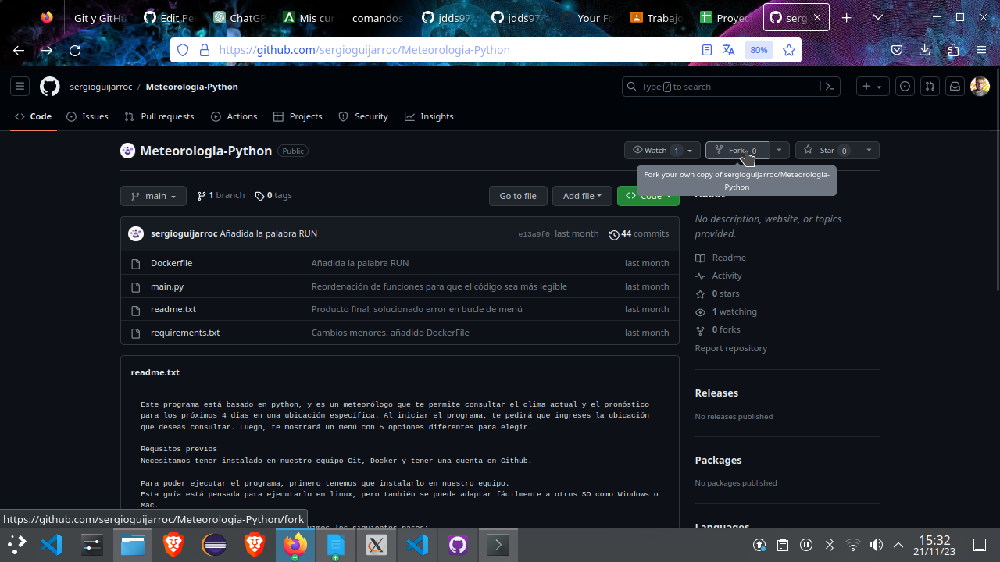 Git y GitHu
Edit Pe
ChatGP
Mis cu
comandos
jdds97
jdds97
Your Fo
Trabajo
Proyec
serg
https://github.com/sergioguijarroc/Meteorologia-Python
80%
sergioguijarroc / Meteorologia-Python
Type / to search
Code
Issues
Pull requests
Actions
Projects
Security
Insights
Meteorologia-Python
Public
Watch 1
Fork 0
Star 0
Fork your own copy of sergioguijarroc/Meteorologia-
Python
main
1 branch
0 tags
Go to file
Add file
Code
About
No description, website, or topics
provided.
sergioguijarroc Añadida la palabra RUN
e13a9f0 last month
44 commits
Dockerfile
Añadida la palabra RUN
last month
main.py
Reordenación de funciones para que el código sea más legible
last month
readme.txt
Producto final, solucionado error en bucle de menú
last month
requirements.txt
Cambios menores, añadido DockerFile
last month
Readme
Activity
0 stars
1 watching
0 forks
Report repository
Releases
No releases published
Packages
No packages published
Languages
readme.txt
Este programa está basado en python, y es un meteorólogo que te permite consultar el clima actual y el pronóstico
para los próximos 4 días en una ubicación específica. Al iniciar el programa, te pedirá que ingreses la ubicación
que deseas consultar. Luego, te mostrará un menú con 5 opciones diferentes para elegir.
Requsitos previos
Necesitamos tener instalado en nuestro equipo Git, Docker y tener una cuenta en Github.
Para poder ejecutar el programa, primero tenemos que instalarlo en nuestro equipo.
Esta guía está pensada para ejecutarlo en linux, pero también se puede adaptar fácilmente a otros SO como Windows o
Mac.
los siguientes pasos:
https://github.com/sergioguijarroc/Meteorologia-Python/fork
15:32
21/11/23